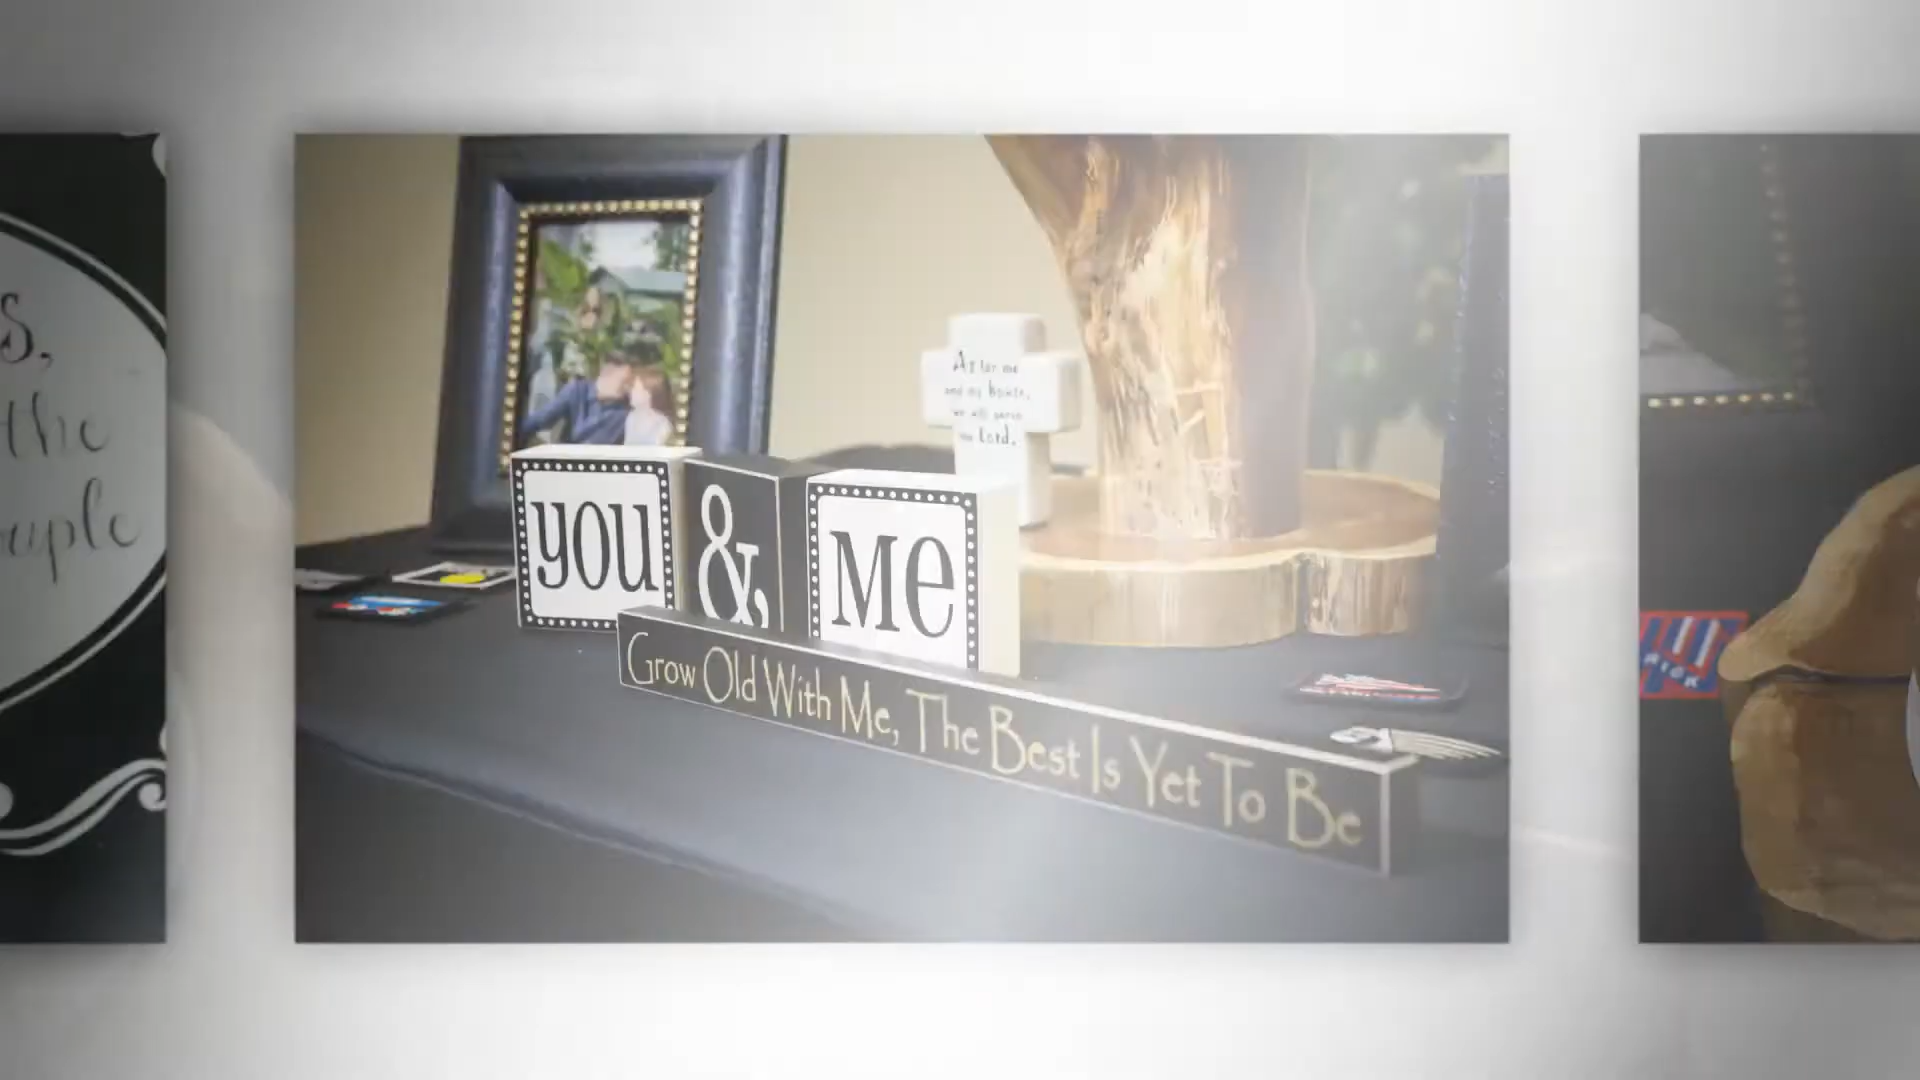 s,
the
As for me
and my house,
we will serve
the Lord.
you & me
Grow Old With Me, The Best Is Yet To Be